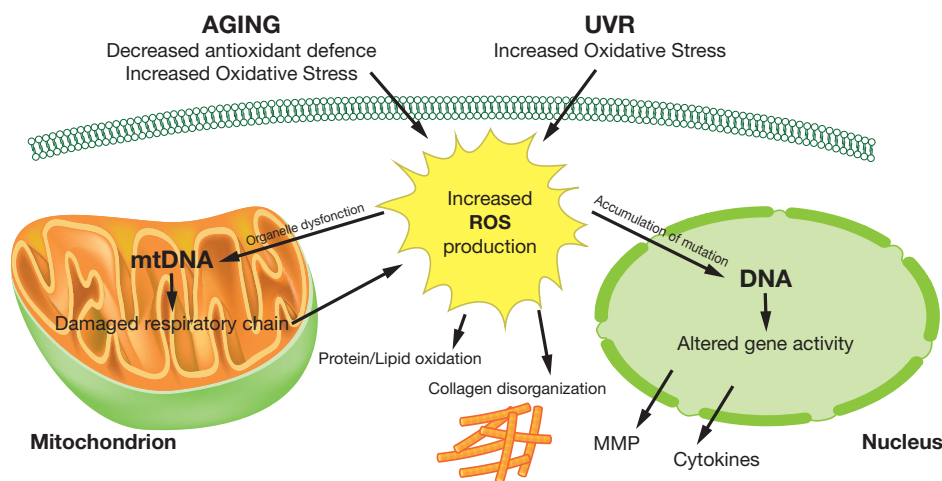 AGING
Decreased antioxidant defence
Increased Oxidative Stress
UVR
Increased Oxidative Stress
Increased
ROS
production
Organelle dysfonction
Accumulation of mutation
mtDNA
Damaged respiratory chain
DNA
Altered gene activity
Protein/Lipid oxidation
Collagen disorganization
MMP
Cytokines
Mitochondrion
Nucleus